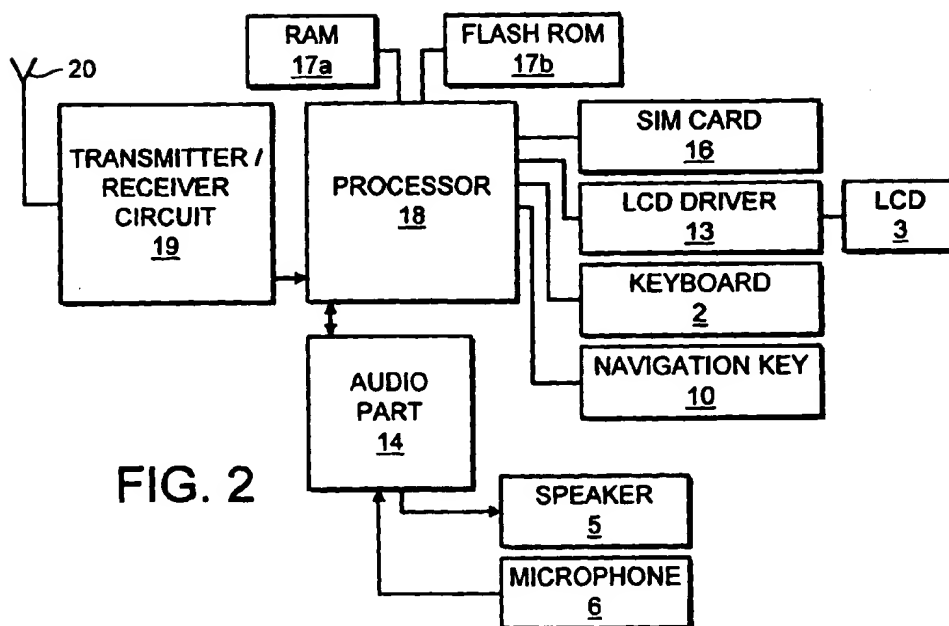 20
RAM
17a
FLASH ROM
17b
TRANSMITTER /
RECEIVER
CIRCUIT
19
PROCESSOR
18
SIM CARD
16
LCD DRIVER
13
LCD
3
KEYBOARD
2
NAVIGATION KEY
10
AUDIO
PART
14
FIG. 2
SPEAKER
5
MICROPHONE
6